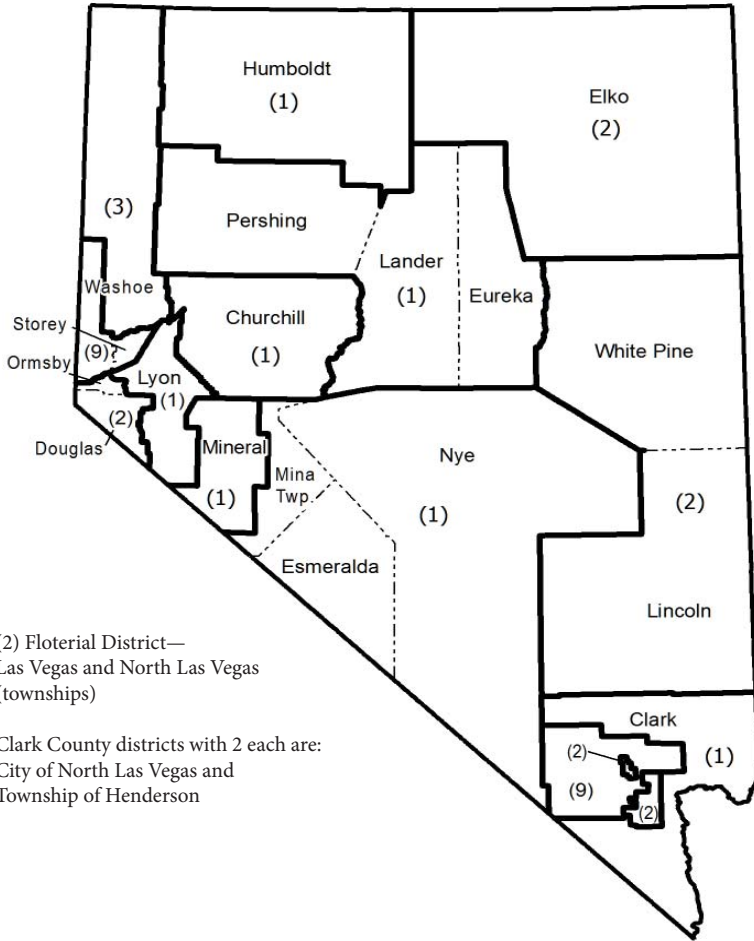 Humboldt
(1)
Elko
(2)
(3)
Pershing
Lander
(1)
Eureka
Washoe
Churchill
(1)
Storey
(9)?
Ormsby
Lyon
(1)
White Pine
(2)
Douglas
Mineral
(1)
Mina
Twp.
Nye
(1)
(2)
Esmeralda
Lincoln
(2) Floterial District—
Las Vegas and North Las Vegas
(townships)
Clark
(2)
(1)
(9)
(2)
Clark County districts with 2 each are:
City of North Las Vegas and
Township of Henderson